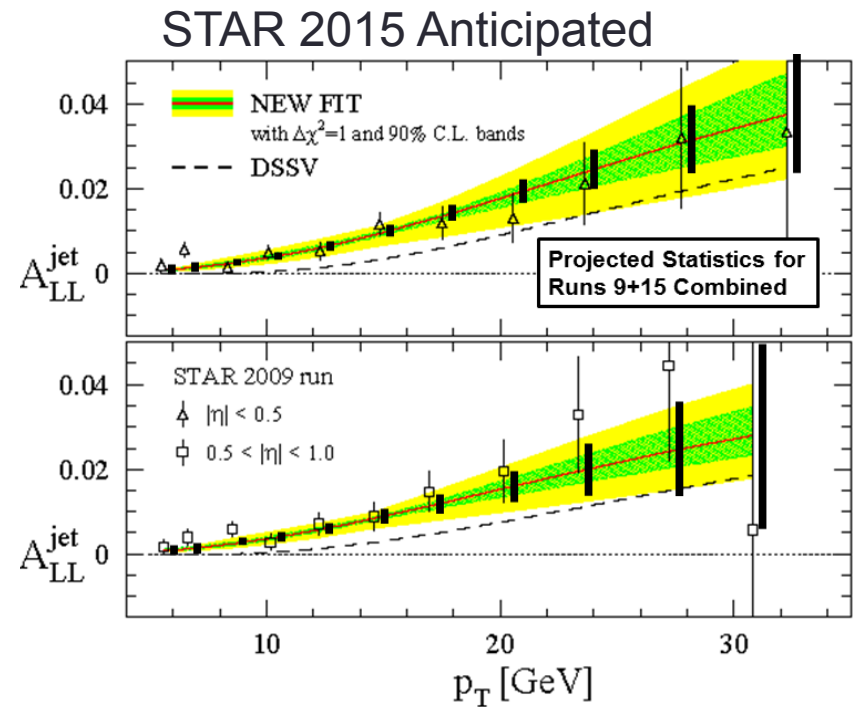 STAR 2015 Anticipated
0.04
0.02
0
A_LL^jet
NEW FIT
with Δχ²=1 and 90% C.L. bands
DSSV
Projected Statistics for
Runs 9+15 Combined
0.04
0.02
0
A_LL^jet
STAR 2009 run
|η| < 0.5
0.5 < |η| < 1.0
10
20
30
p_T [GeV]